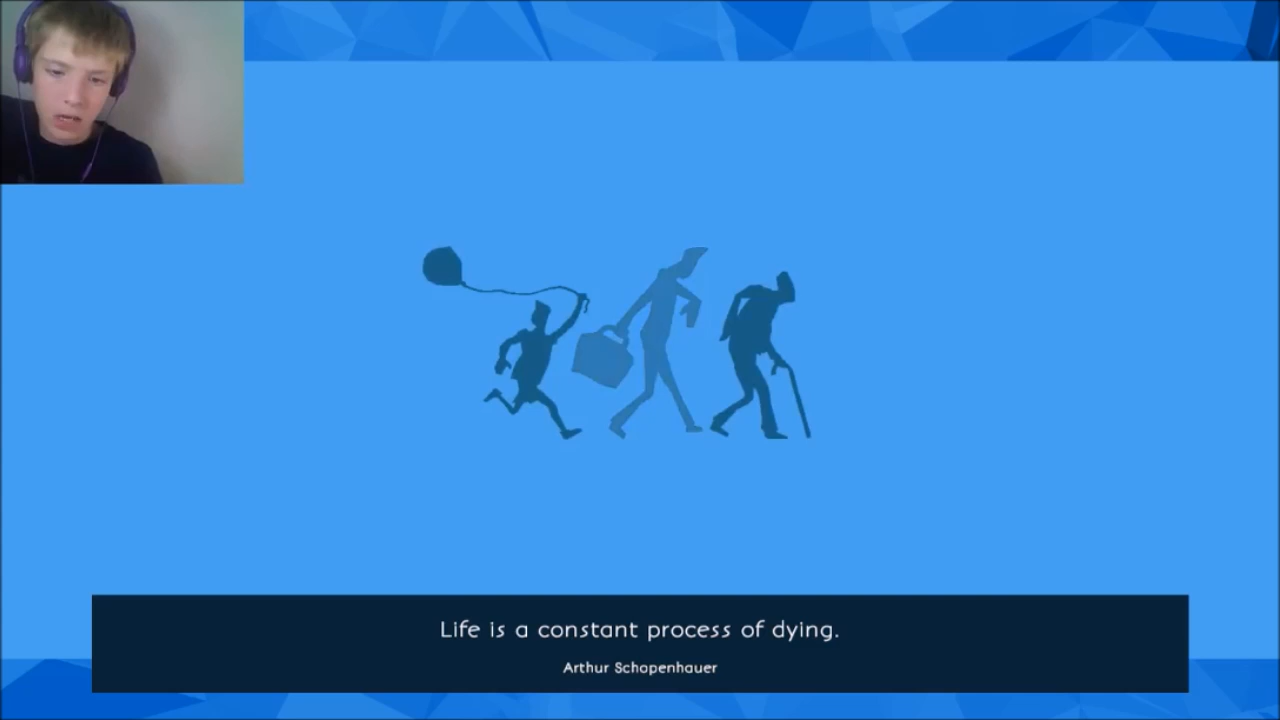 Life is a constant process of dying.
Arthur Schopenhauer